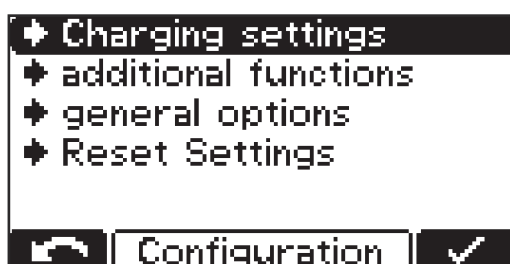 Charging settings
additional functions
general options
Reset Settings
Configuration